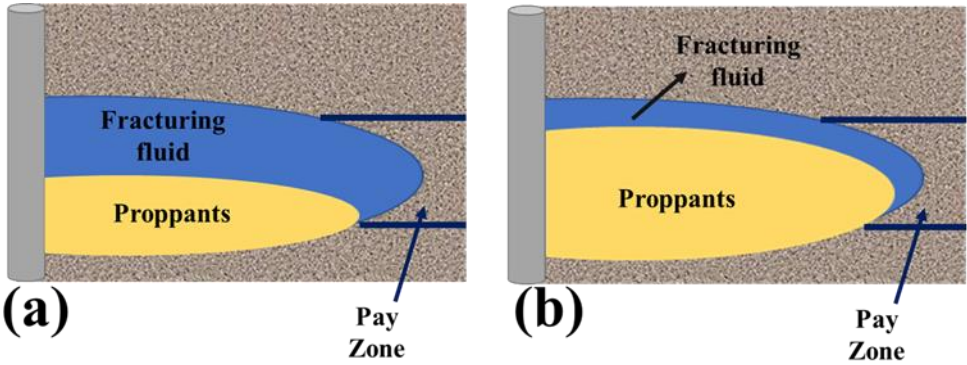 Fracturing
fluid
Proppants
Pay
Zone
(a)
Fracturing
fluid
Proppants
Pay
Zone
(b)